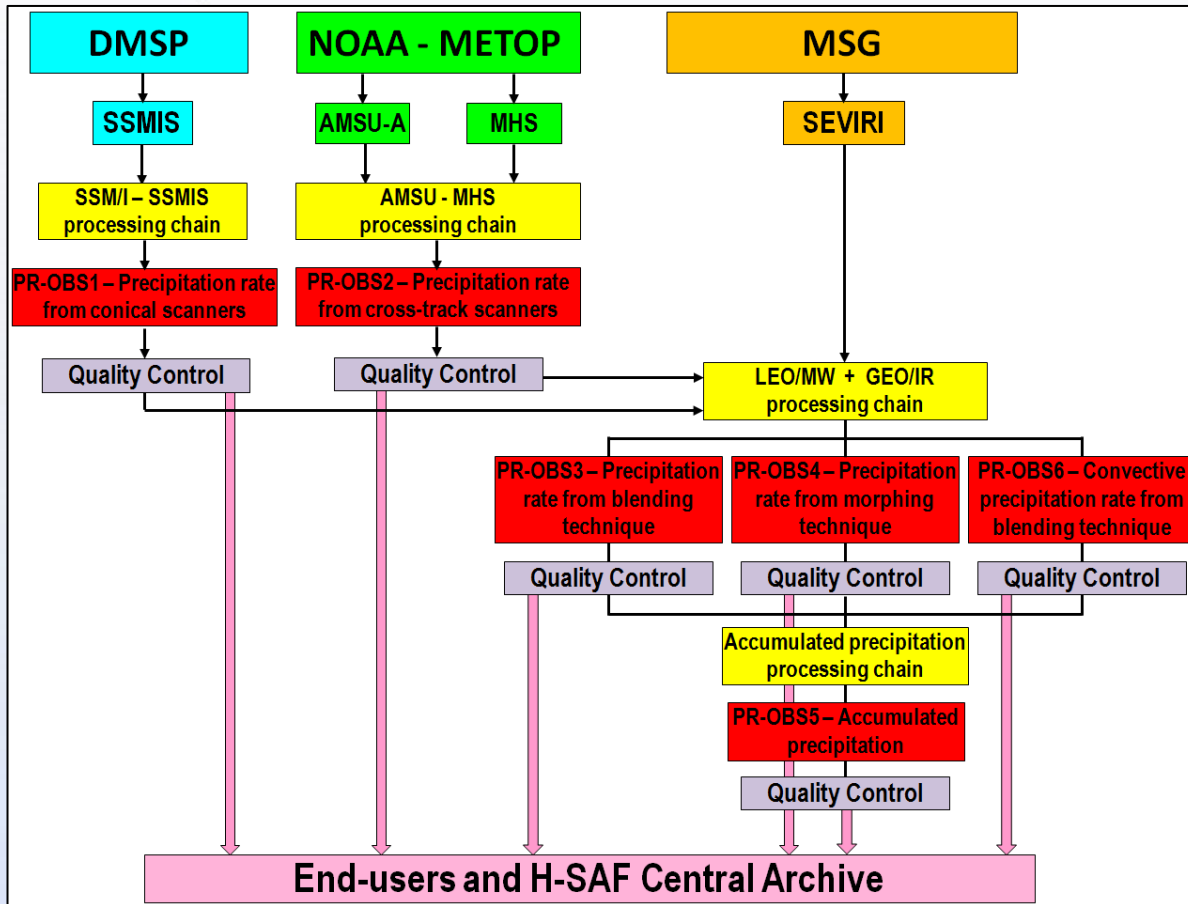 DMSP
NOAA - METOP
MSG
SSMIS
AMSU-A
MHS
SEVIRI
SSM/I – SSMIS
processing chain
AMSU - MHS
processing chain
PR-OBS1 – Precipitation rate
from conical scanners
PR-OBS2 – Precipitation rate
from cross-track scanners
Quality Control
Quality Control
LEO/MW + GEO/IR
processing chain
PR-OBS3 – Precipitation
rate from blending
technique
PR-OBS4 – Precipitation
rate from morphing
technique
PR-OBS6 – Convective
precipitation rate from
blending technique
Quality Control
Quality Control
Quality Control
Accumulated precipitation
processing chain
PR-OBS5 – Accumulated
precipitation
Quality Control
End-users and H-SAF Central Archive